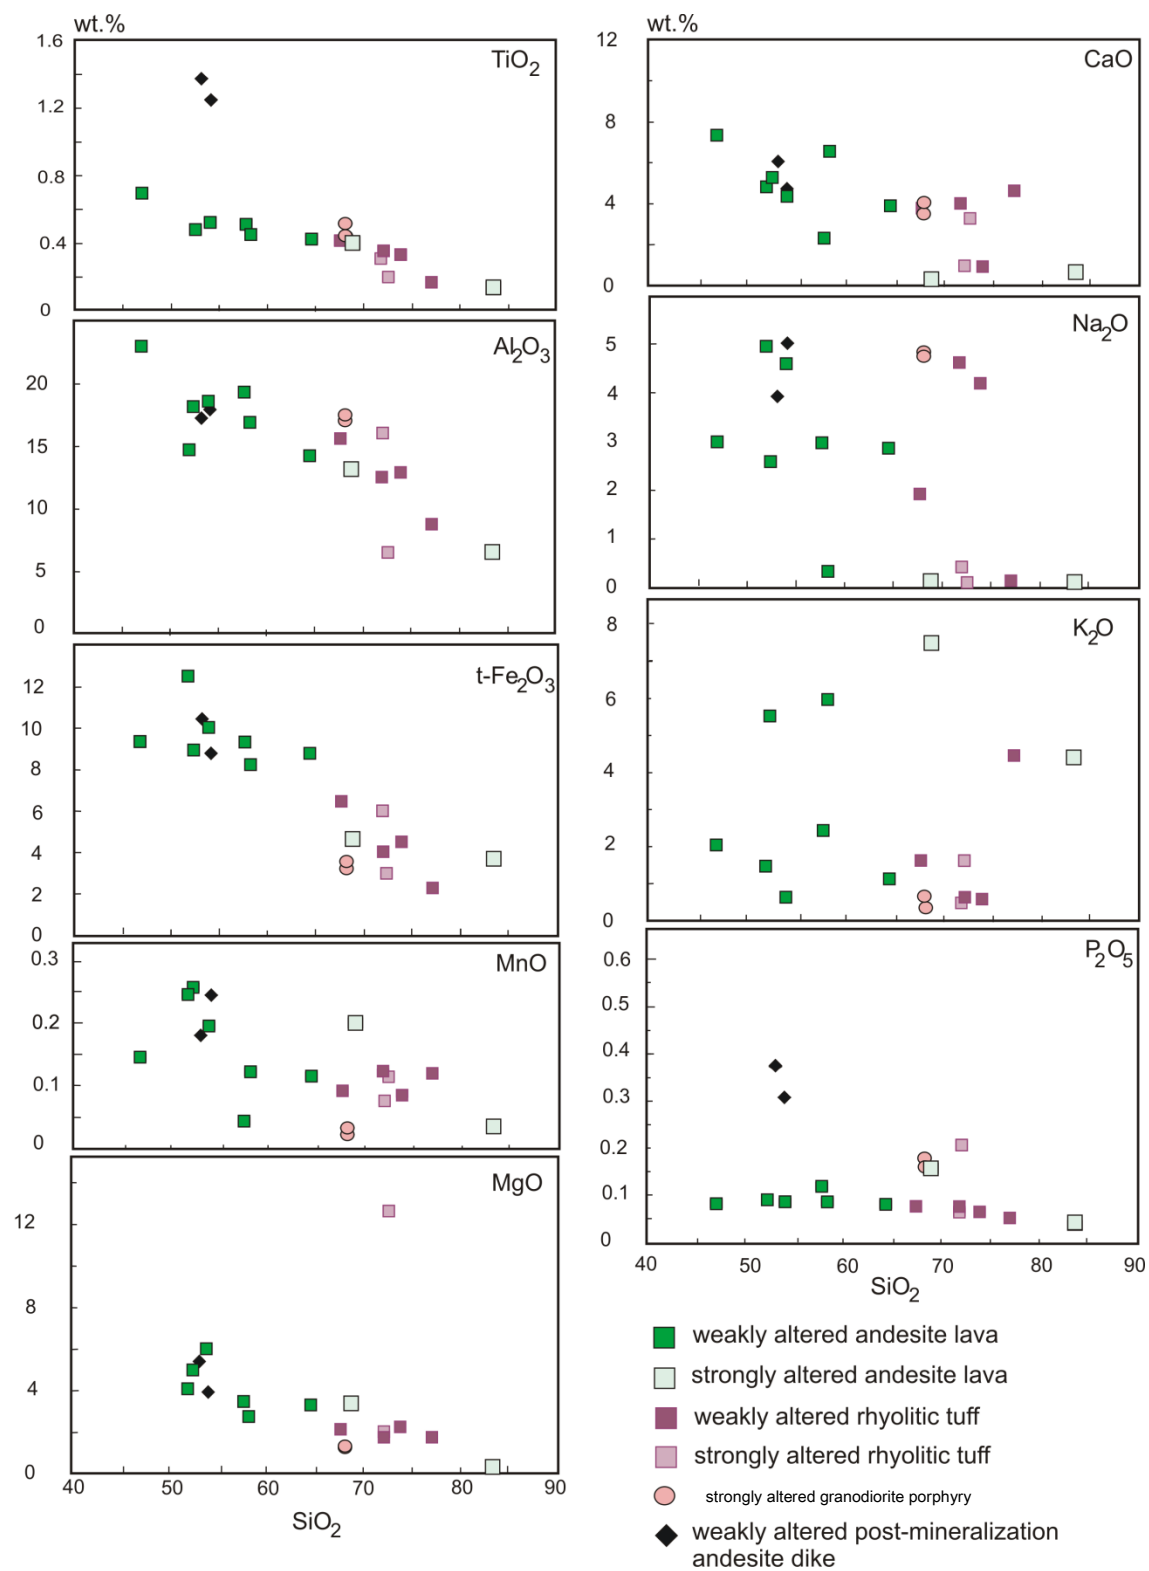 wt.%
1.6
TiO2
1.2
0.8
0.4
0
Al2O3
20
15
10
5
0
t-Fe2O3
12
10
8
6
4
2
0
0.3
MnO
0.2
0.1
0
MgO
12
8
4
0
40 50 60 70 80 90
SiO2
wt.%
12
CaO
8
4
0
Na2O
5
4
3
2
1
0
8
K2O
6
4
2
0
P2O5
0.6
0.5
0.4
0.3
0.2
0.1
0
40 50 60 70 80 90
SiO2
weakly altered andesite lava
strongly altered andesite lava
weakly altered rhyolitic tuff
strongly altered rhyolitic tuff
strongly altered granodiorite porphyry
weakly altered post-mineralization
andesite dike